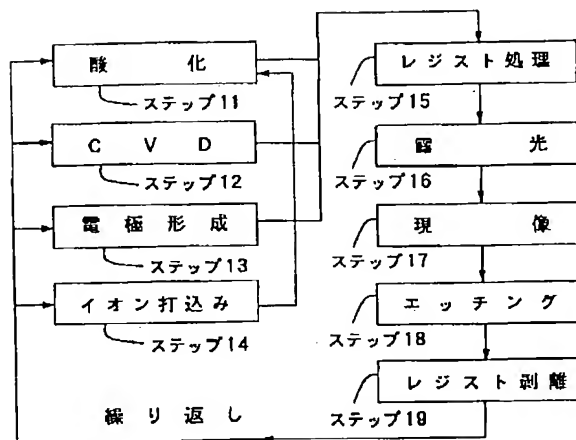 酸化
ステップ11
CVD
ステップ12
電極形成
ステップ13
イオン打込み
ステップ14
繰り返し
レジスト処理
ステップ15
露光
ステップ16
現像
ステップ17
エッチング
ステップ18
レジスト剥離
ステップ19